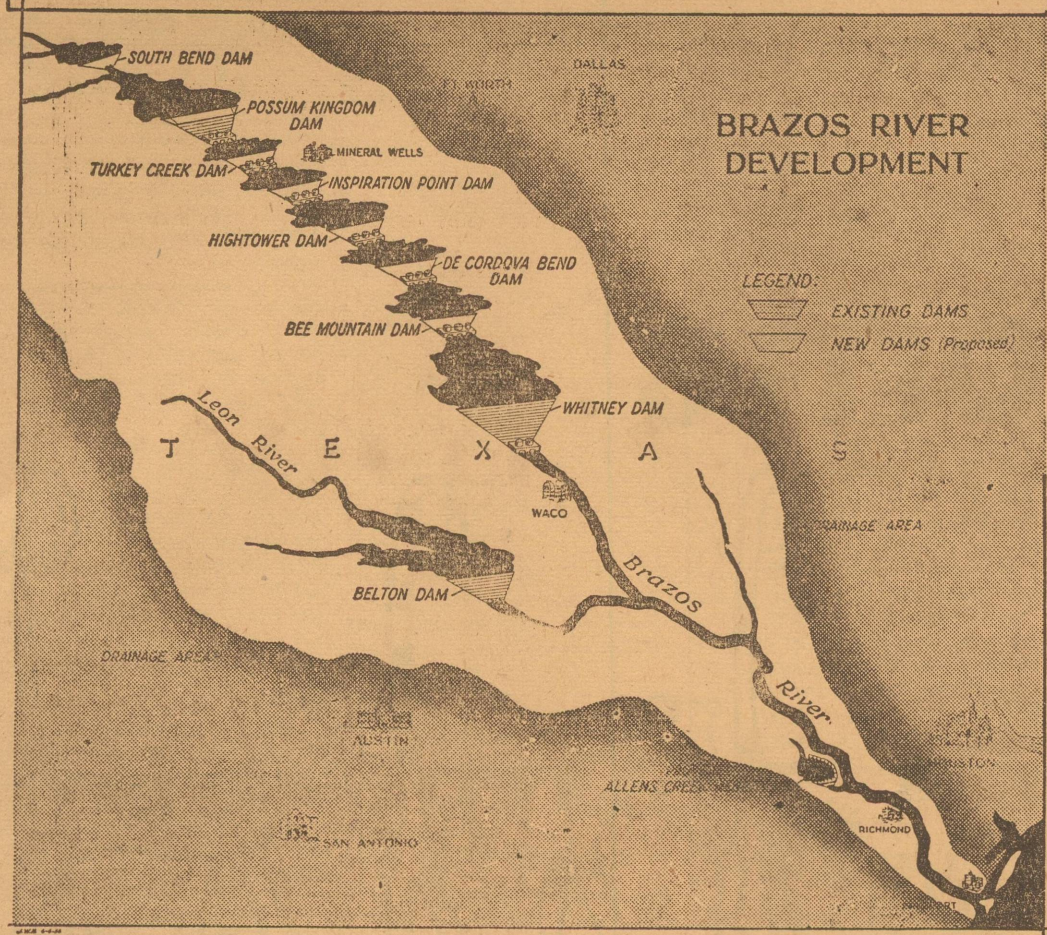 SOUTH BEND DAM
DALLAS
FT. WORTH
BRAZOS RIVER
DEVELOPMENT
POSSUM KINGDOM
DAM
MINERAL WELLS
TURKEY CREEK DAM
INSPIRATION POINT DAM
HIGHTOWER DAM
DE CORDOVA BEND
DAM
LEGEND:
EXISTING DAMS
NEW DAMS (Proposed)
BEE MOUNTAIN DAM
WHITNEY DAM
Leon River
T E X A S
WACO
DRAINAGE AREA
BELTON DAM
Brazos
River
DRAINAGE AREA
AUSTIN
HOUSTON
ALLENS CREEK
RICHMOND
SAN ANTONIO